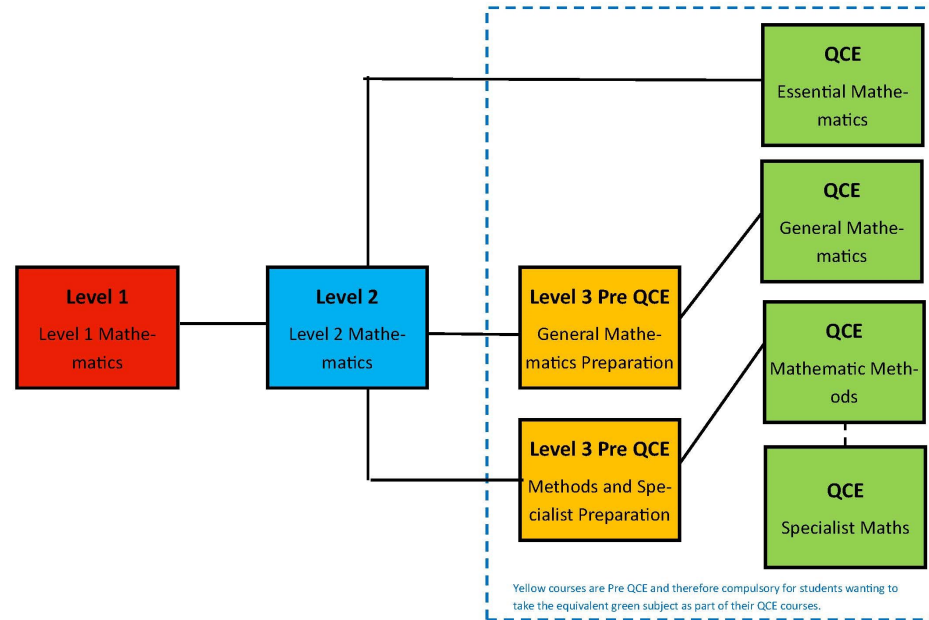 QCE
Essential Mathe-
matics
QCE
General Mathe-
matics
Level 1
Level 1 Mathe-
matics
Level 2
Level 2 Mathe-
matics
Level 3 Pre QCE
General Mathe-
matics Preparation
QCE
Mathematic Meth-
ods
Level 3 Pre QCE
Methods and Spe-
cialist Preparation
QCE
Specialist Maths
Yellow courses are Pre QCE and therefore compulsory for students wanting to
take the equivalent green subject as part of their QCE courses.